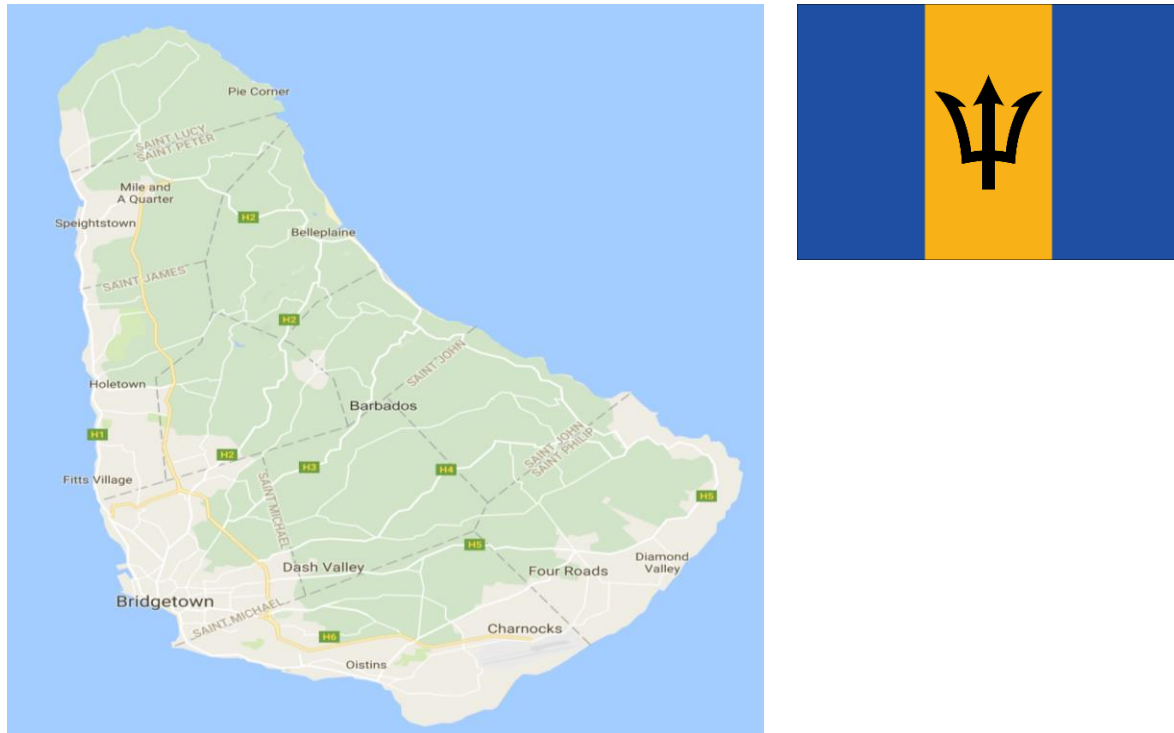 Pie Corner
SAINT LUCY
SAINT PETER
Mile and
A Quarter
H2
Speightstown
Belleplaine
SAINT JAMES
H2
SAINT JOHN
Holetown
Barbados
H1
SAINT JOHN
SAINT PHILIP
H2
H3
H4
Fitts Village
SAINT MICHAEL
H5
H5
Dash Valley
Four Roads
Diamond
Valley
Bridgetown
SAINT MICHAEL
Charnocks
H6
Oistins